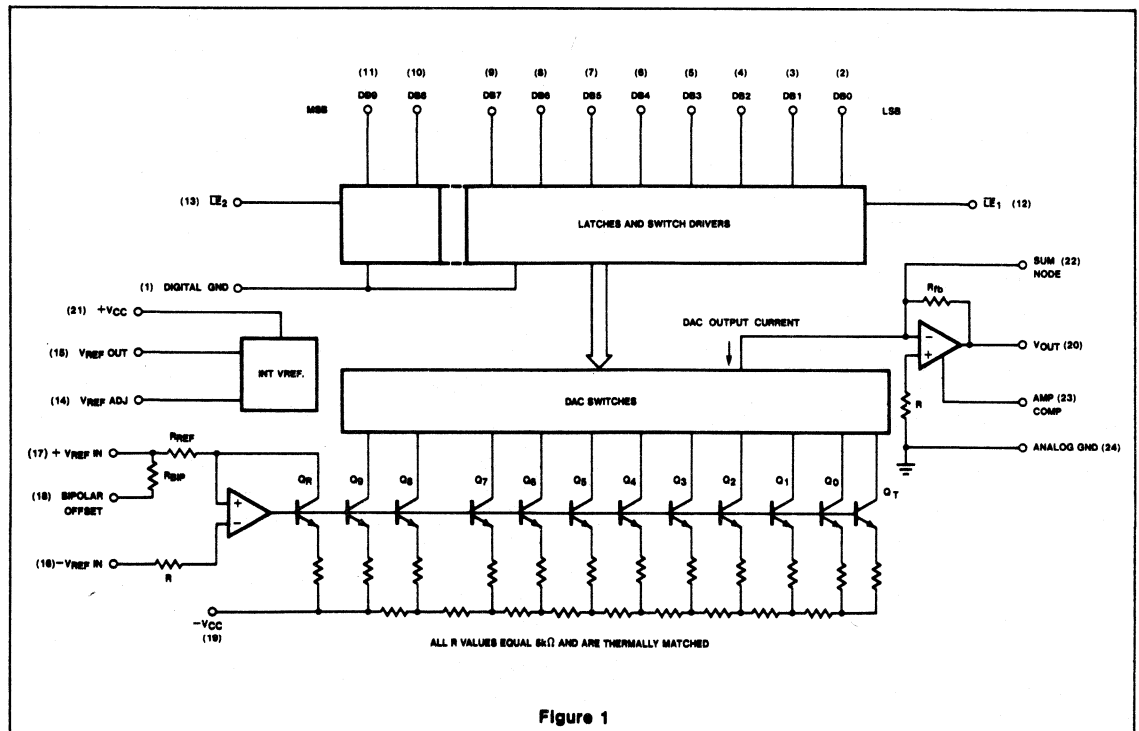 (11) (10) (9) (8) (7) (6) (5) (4) (3) (2)
MSB DB9 DB8 DB7 DB6 DB5 DB4 DB3 DB2 DB1 DB0 LSB
(13) LE2
LATCHES AND SWITCH DRIVERS
LE1 (12)
(1) DIGITAL GND
SUM (22)
NODE
Rfb
(21) +VCC
DAC OUTPUT CURRENT
−
+
VOUT (20)
(15) VREF OUT
INT VREF.
DAC SWITCHES
(14) VREF ADJ
R
AMP (23)
COMP
ANALOG GND (24)
(17) + VREF IN
RREF
RBIP
(18) BIPOLAR
OFFSET
QR Q9 Q8 Q7 Q6 Q5 Q4 Q3 Q2 Q1 Q0 QT
+
−
(16) −VREF IN
R
−VCC
(19)
ALL R VALUES EQUAL 5kΩ AND ARE THERMALLY MATCHED
Figure 1